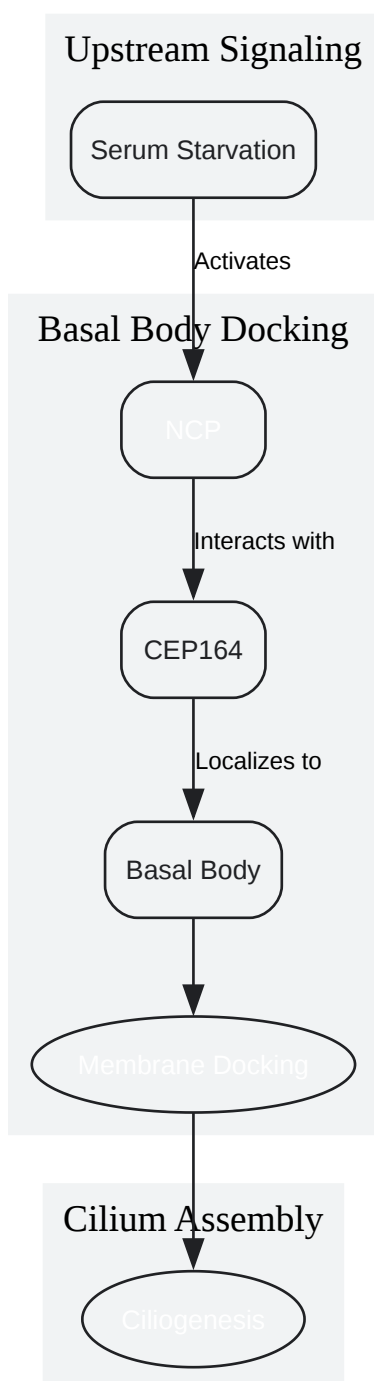 Upstream Signaling
Serum Starvation
Activates
Basal Body Docking
NCP
Interacts with
CEP164
Localizes to
Basal Body
Membrane Docking
Cilium Assembly
Ciliogenesis